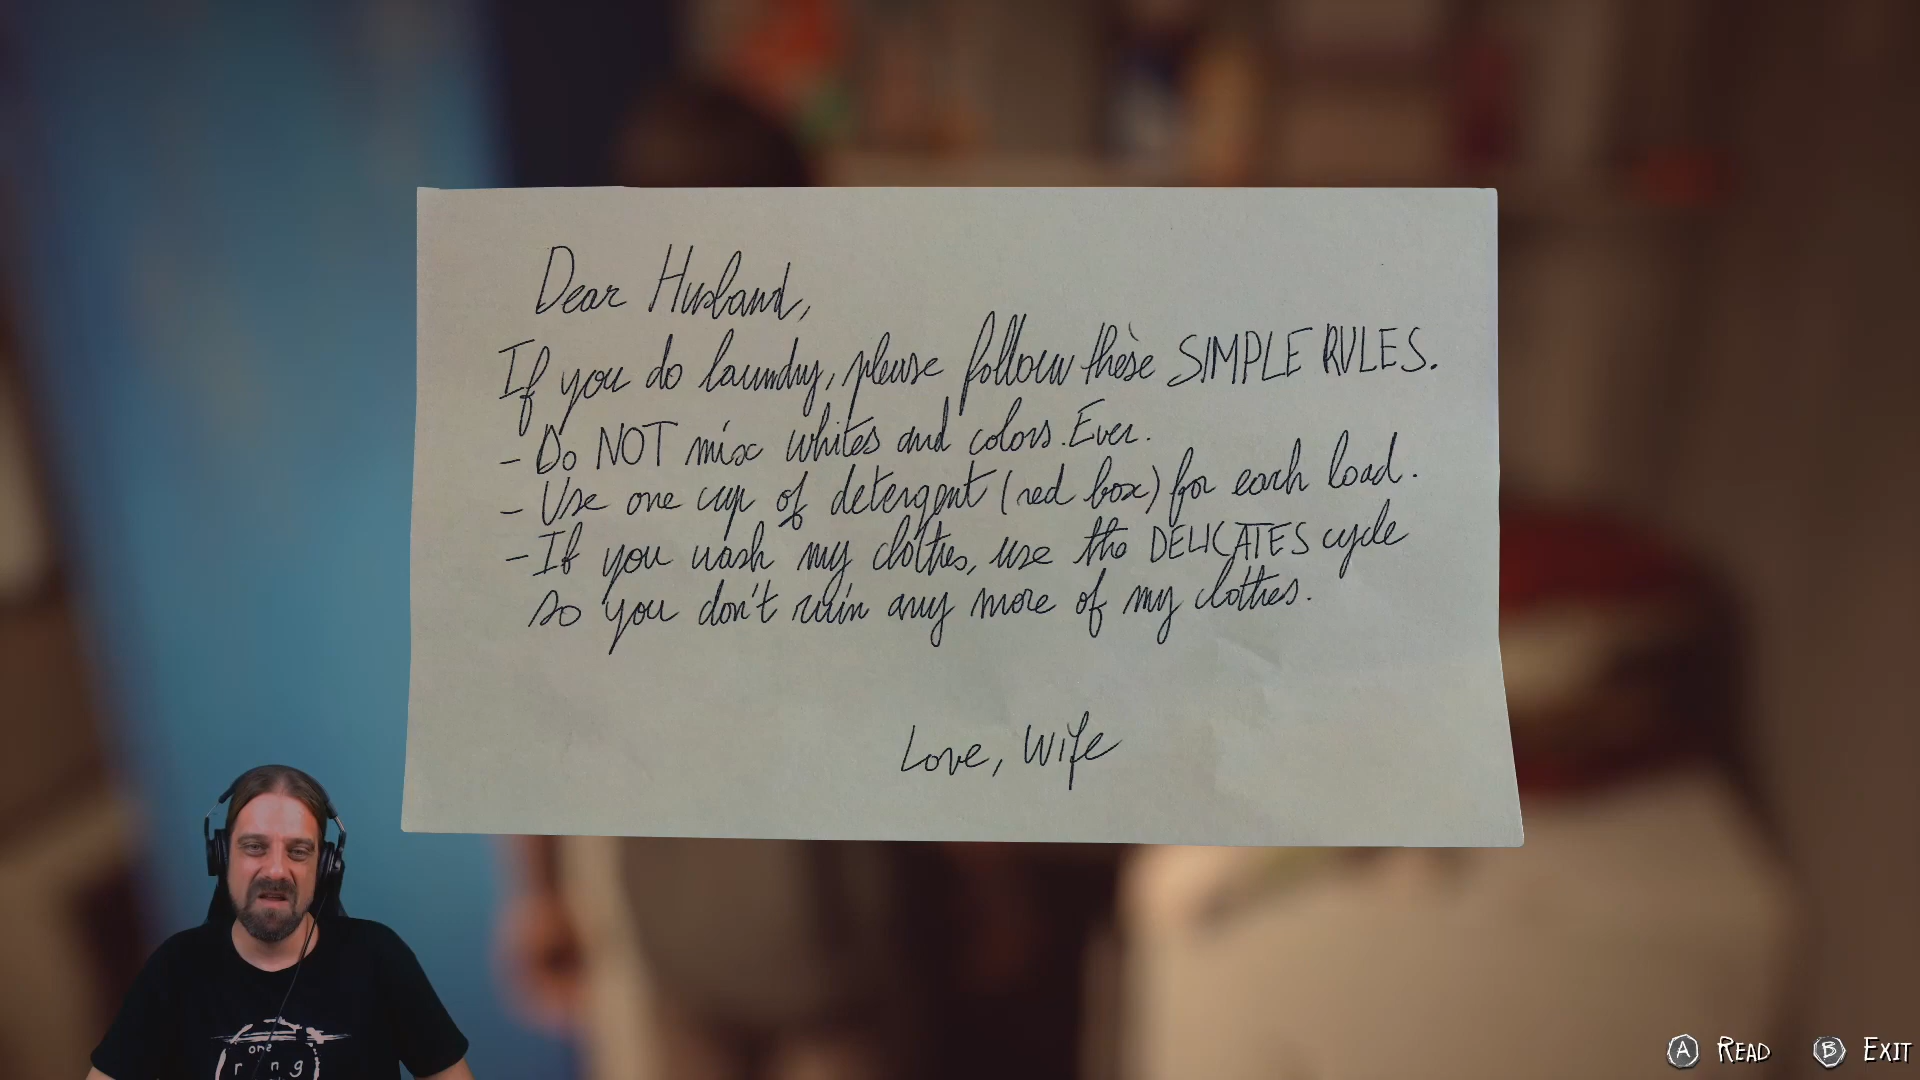 Dear Husband,
If you do laundry, please follow these SIMPLE RULES.
- Do NOT mix whites and colors. Ever.
- Use one cup of detergent (red box) for each load.
- If you wash my clothes, use the DELICATES cycle
so you don't ruin any more of my clothes.
Love, Wife
one
r ng
A READ B EXIT